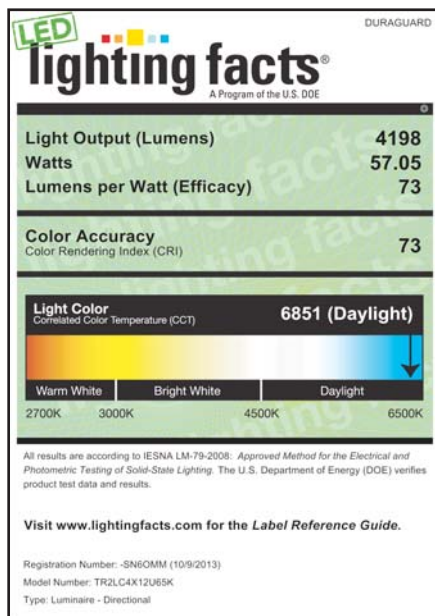 DURAGUARD
LED
lighting facts®
A Program of the U.S. DOE
Light Output (Lumens) 4198
Watts 57.05
Lumens per Watt (Efficacy) 73
Color Accuracy 73
Color Rendering Index (CRI)
Light Color 6851 (Daylight)
Correlated Color Temperature (CCT)
Warm White Bright White Daylight
2700K 3000K 4500K 6500K
All results are according to IESNA LM-79-2008: Approved Method for the Electrical and
Photometric Testing of Solid-State Lighting. The U.S. Department of Energy (DOE) verifies
product test data and results.
Visit www.lightingfacts.com for the Label Reference Guide.
Registration Number: -SN6OMM (10/9/2013)
Model Number: TR2LC4X12U65K
Type: Luminaire - Directional